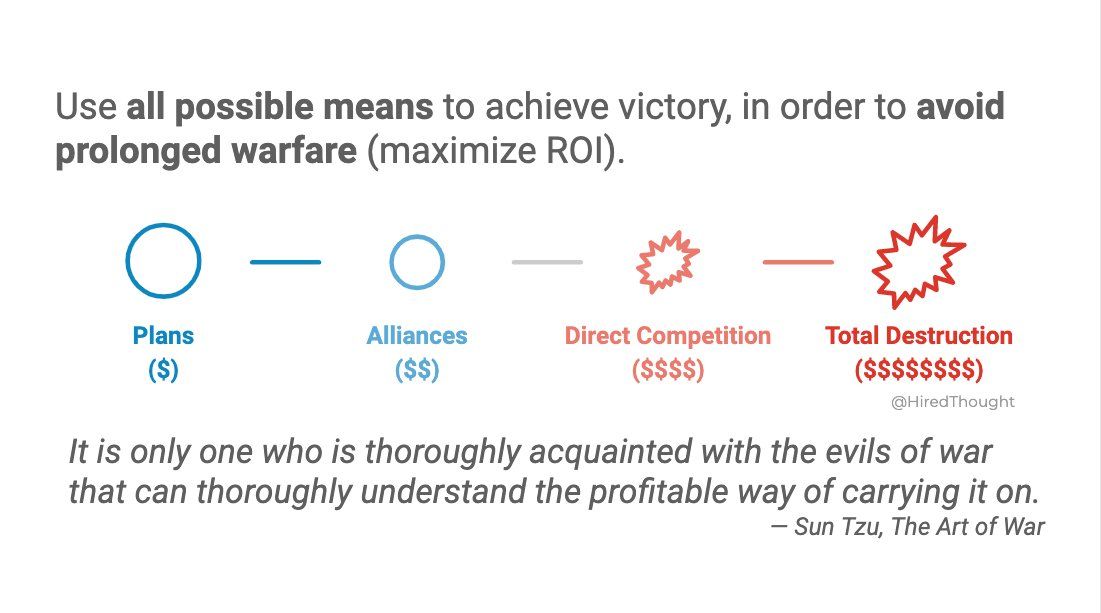 Use all possible means to achieve victory, in order to avoid
prolonged warfare (maximize ROI).
Plans
($)
Alliances
($$)
Direct Competition
($$$$)
Total Destruction
($$$$$$$$)
@HiredThought
It is only one who is thoroughly acquainted with the evils of war
that can thoroughly understand the profitable way of carrying it on.
— Sun Tzu, The Art of War